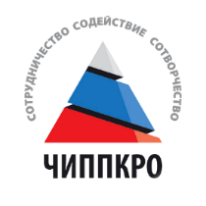 СОТРУДНИЧЕСТВО СОДЕЙСТВИЕ СОТВОРЧЕСТВО
ЧИППКРО